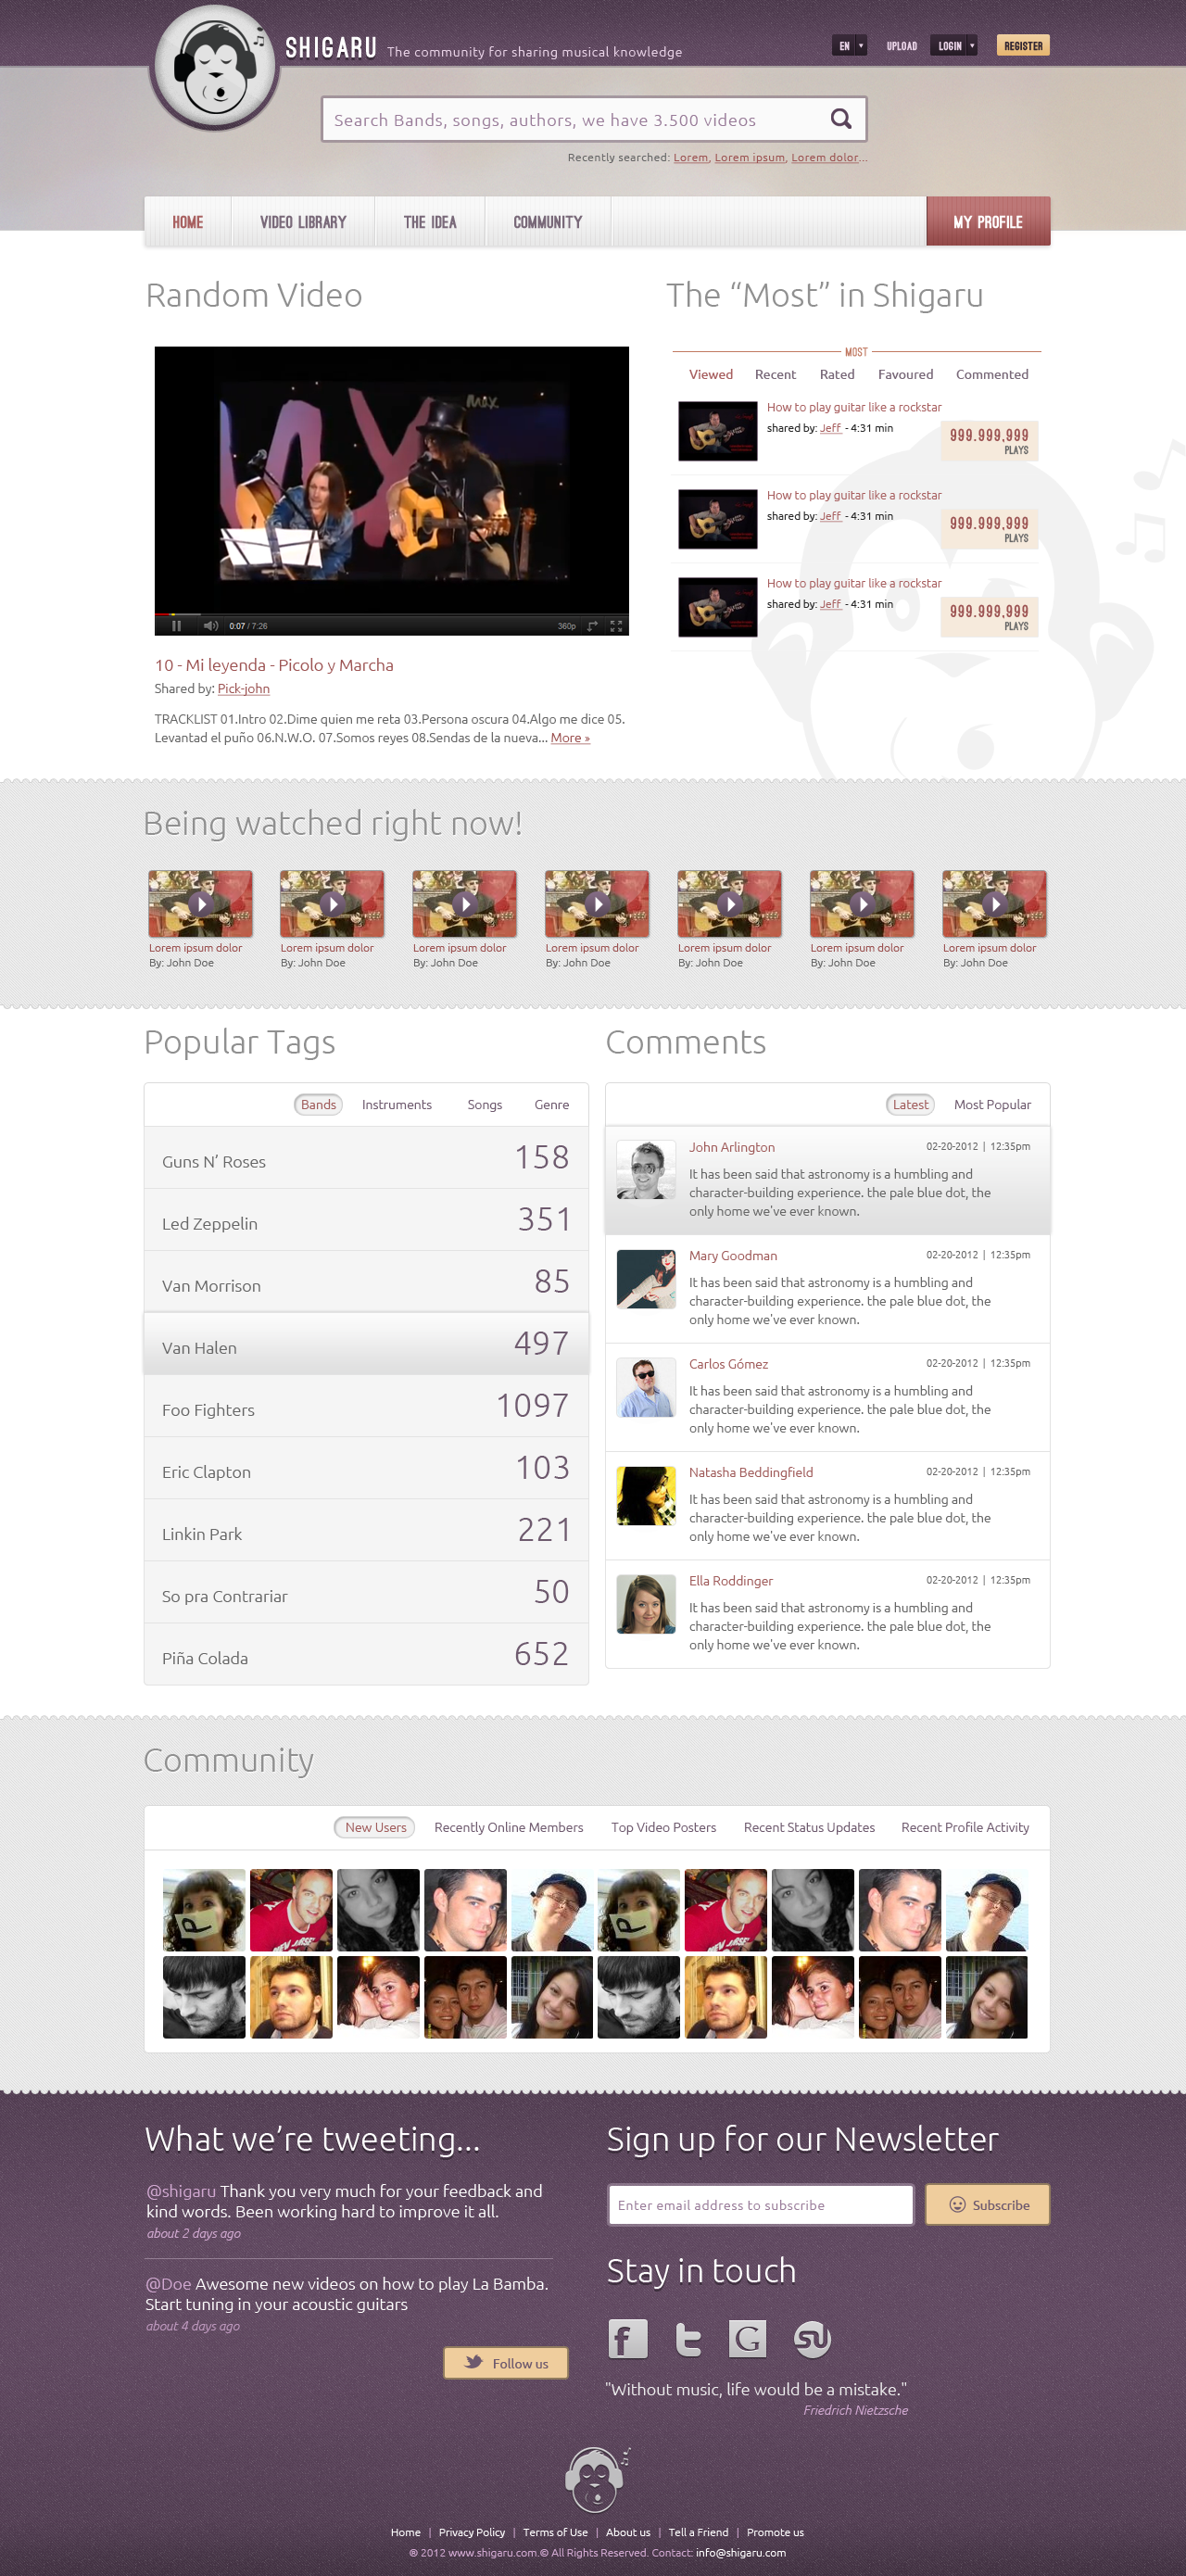 SHIGARU The community for sharing musical knowledge
EN UPLOAD LOGIN REGISTER
Search Bands, songs, authors, we have 3.500 videos
Recently searched: Lorem, Lorem ipsum, Lorem dolor...
HOME VIDEO LIBRARY THE IDEA COMMUNITY MY PROFILE
Random Video
max
0:07 / 7:26 360p
10 - Mi leyenda - Picolo y Marcha
Shared by: Pick-john
TRACKLIST 01.Intro 02.Dime quien me reta 03.Persona oscura 04.Algo me dice 05.
Levantad el puño 06.N.W.O. 07.Somos reyes 08.Sendas de la nueva... More »
The “Most” in Shigaru
MOST
Viewed Recent Rated Favoured Commented
How to play guitar like a rockstar
shared by: Jeff - 4:31 min
999.999,999
PLAYS
How to play guitar like a rockstar
shared by: Jeff - 4:31 min
999.999,999
PLAYS
How to play guitar like a rockstar
shared by: Jeff - 4:31 min
999.999,999
PLAYS
Being watched right now!
Lorem ipsum dolor Lorem ipsum dolor Lorem ipsum dolor Lorem ipsum dolor Lorem ipsum dolor Lorem ipsum dolor Lorem ipsum dolor
By: John Doe By: John Doe By: John Doe By: John Doe By: John Doe By: John Doe By: John Doe
Popular Tags
Bands Instruments Songs Genre
Guns N’ Roses 158
Led Zeppelin 351
Van Morrison 85
Van Halen 497
Foo Fighters 1097
Eric Clapton 103
Linkin Park 221
So pra Contrariar 50
Piña Colada 652
Comments
Latest Most Popular
John Arlington 02-20-2012 | 12:35pm
It has been said that astronomy is a humbling and
character-building experience. the pale blue dot, the
only home we've ever known.
Mary Goodman 02-20-2012 | 12:35pm
It has been said that astronomy is a humbling and
character-building experience. the pale blue dot, the
only home we've ever known.
Carlos Gómez 02-20-2012 | 12:35pm
It has been said that astronomy is a humbling and
character-building experience. the pale blue dot, the
only home we've ever known.
Natasha Beddingfield 02-20-2012 | 12:35pm
It has been said that astronomy is a humbling and
character-building experience. the pale blue dot, the
only home we've ever known.
Ella Roddinger 02-20-2012 | 12:35pm
It has been said that astronomy is a humbling and
character-building experience. the pale blue dot, the
only home we've ever known.
Community
New Users Recently Online Members Top Video Posters Recent Status Updates Recent Profile Activity
What we’re tweeting...
@shigaru Thank you very much for your feedback and
kind words. Been working hard to improve it all.
about 2 days ago
@Doe Awesome new videos on how to play La Bamba.
Start tuning in your acoustic guitars
about 4 days ago
Follow us
Sign up for our Newsletter
Enter email address to subscribe Subscribe
Stay in touch
"Without music, life would be a mistake."
Friedrich Nietzsche
Home | Privacy Policy | Terms of Use | About us | Tell a Friend | Promote us
® 2012 www.shigaru.com.© All Rights Reserved. Contact: info@shigaru.com